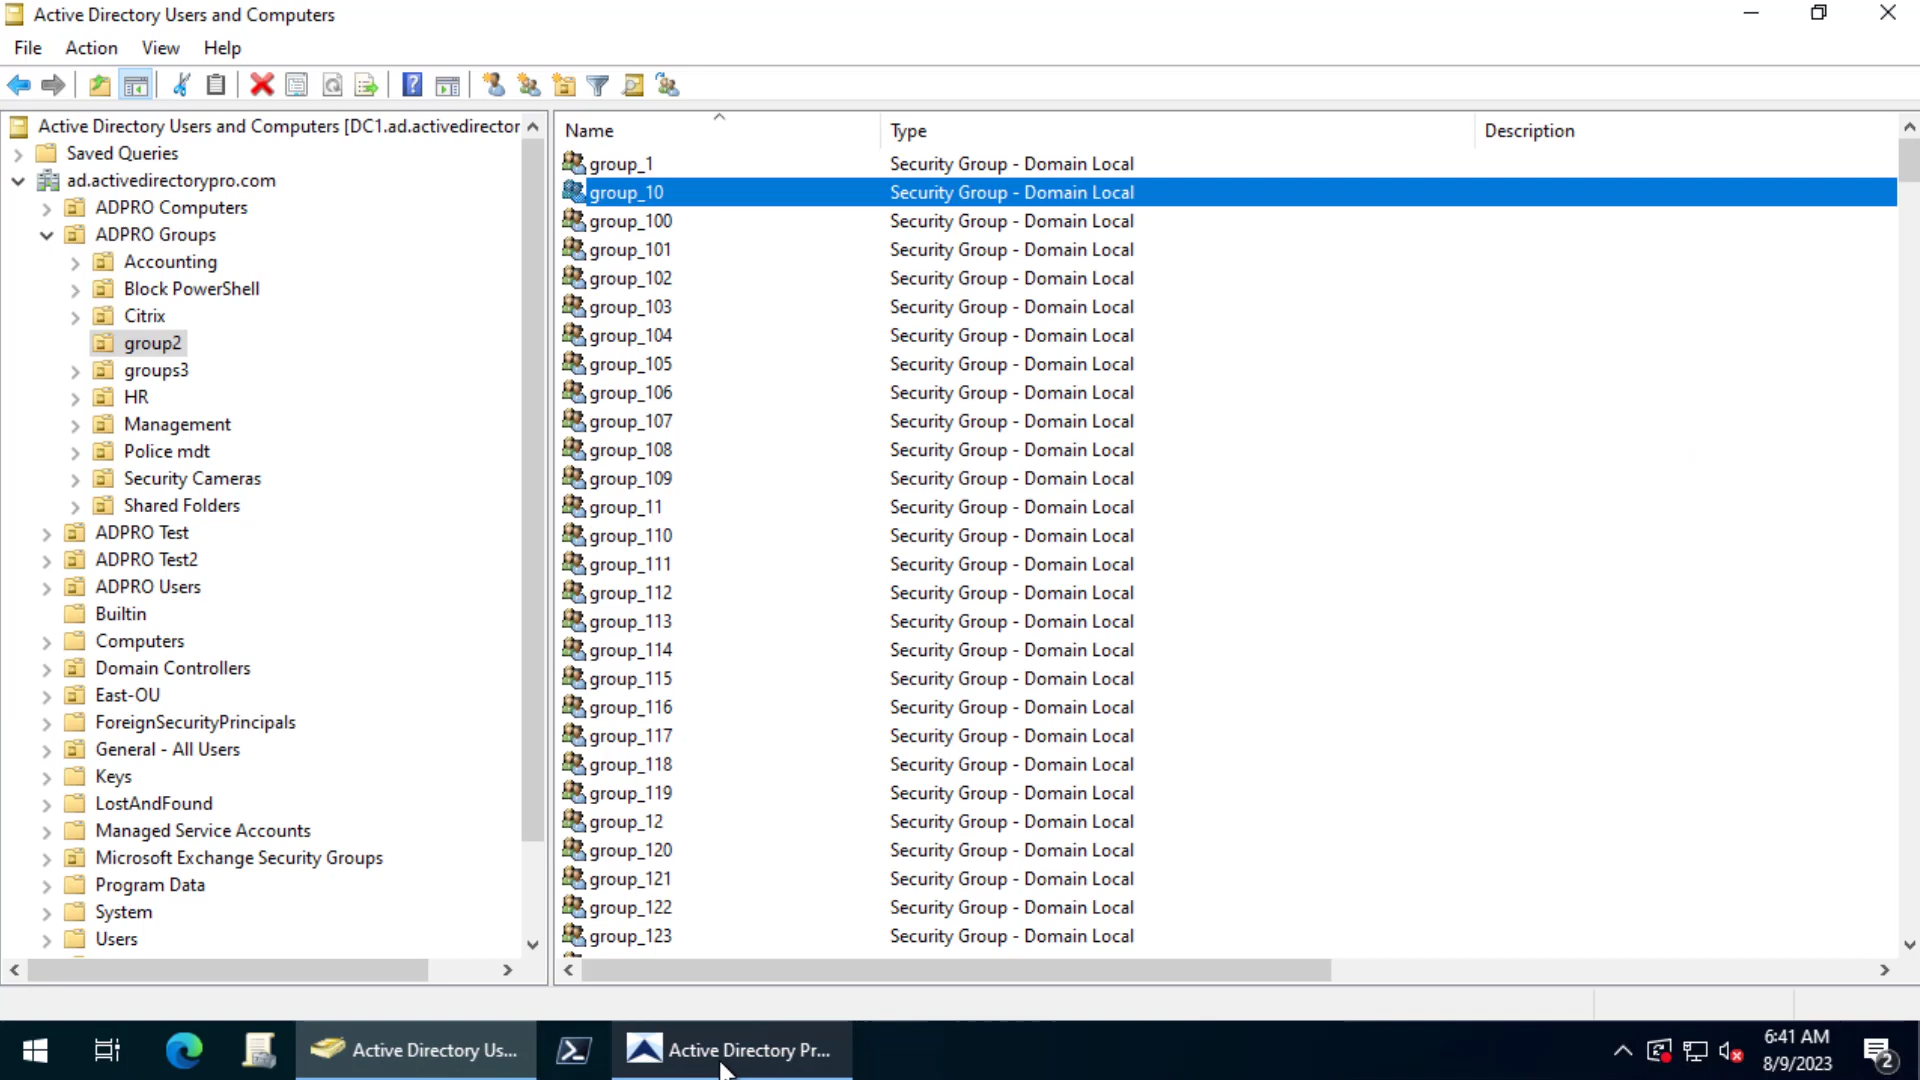 Active Directory Users and Computers
File Action View Help
Active Directory Users and Computers [DC1.ad.activedirector
Saved Queries
ad.activedirectorypro.com
ADPRO Computers
ADPRO Groups
Accounting
Block PowerShell
Citrix
group2
groups3
HR
Management
Police mdt
Security Cameras
Shared Folders
ADPRO Test
ADPRO Test2
ADPRO Users
Builtin
Computers
Domain Controllers
East-OU
ForeignSecurityPrincipals
General - All Users
Keys
LostAndFound
Managed Service Accounts
Microsoft Exchange Security Groups
Program Data
System
Users
Name Type Description
group_1 Security Group - Domain Local
group_10 Security Group - Domain Local
group_100 Security Group - Domain Local
group_101 Security Group - Domain Local
group_102 Security Group - Domain Local
group_103 Security Group - Domain Local
group_104 Security Group - Domain Local
group_105 Security Group - Domain Local
group_106 Security Group - Domain Local
group_107 Security Group - Domain Local
group_108 Security Group - Domain Local
group_109 Security Group - Domain Local
group_11 Security Group - Domain Local
group_110 Security Group - Domain Local
group_111 Security Group - Domain Local
group_112 Security Group - Domain Local
group_113 Security Group - Domain Local
group_114 Security Group - Domain Local
group_115 Security Group - Domain Local
group_116 Security Group - Domain Local
group_117 Security Group - Domain Local
group_118 Security Group - Domain Local
group_119 Security Group - Domain Local
group_12 Security Group - Domain Local
group_120 Security Group - Domain Local
group_121 Security Group - Domain Local
group_122 Security Group - Domain Local
group_123 Security Group - Domain Local
Active Directory Us...
Active Directory Pr...
6:41 AM
8/9/2023
2